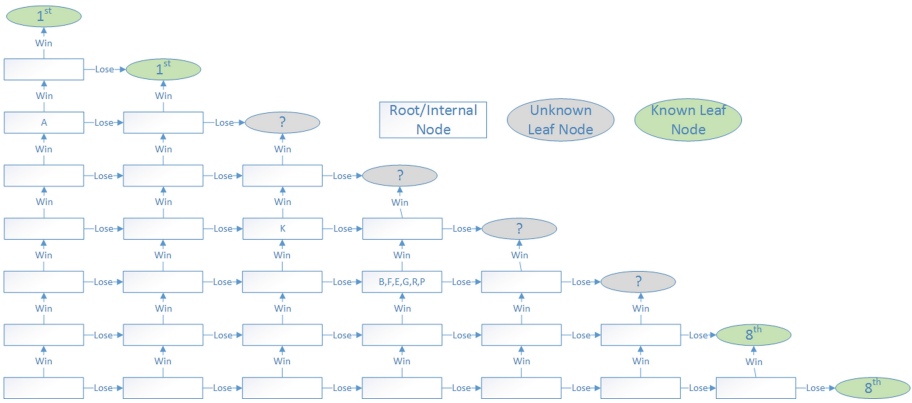 1st
Win
Lose 1st
Win Win
A Lose Lose ? Root/Internal Node Unknown Leaf Node Known Leaf Node
Win Win Win
Lose Lose Lose ?
Win Win Win Win
Lose Lose K Lose Lose ?
Win Win Win Win Win
Lose Lose Lose B,F,E,G,R,P Lose Lose ?
Win Win Win Win Win Win
Lose Lose Lose Lose Lose Lose 8th
Win Win Win Win Win Win Win
Lose Lose Lose Lose Lose Lose Lose 8th